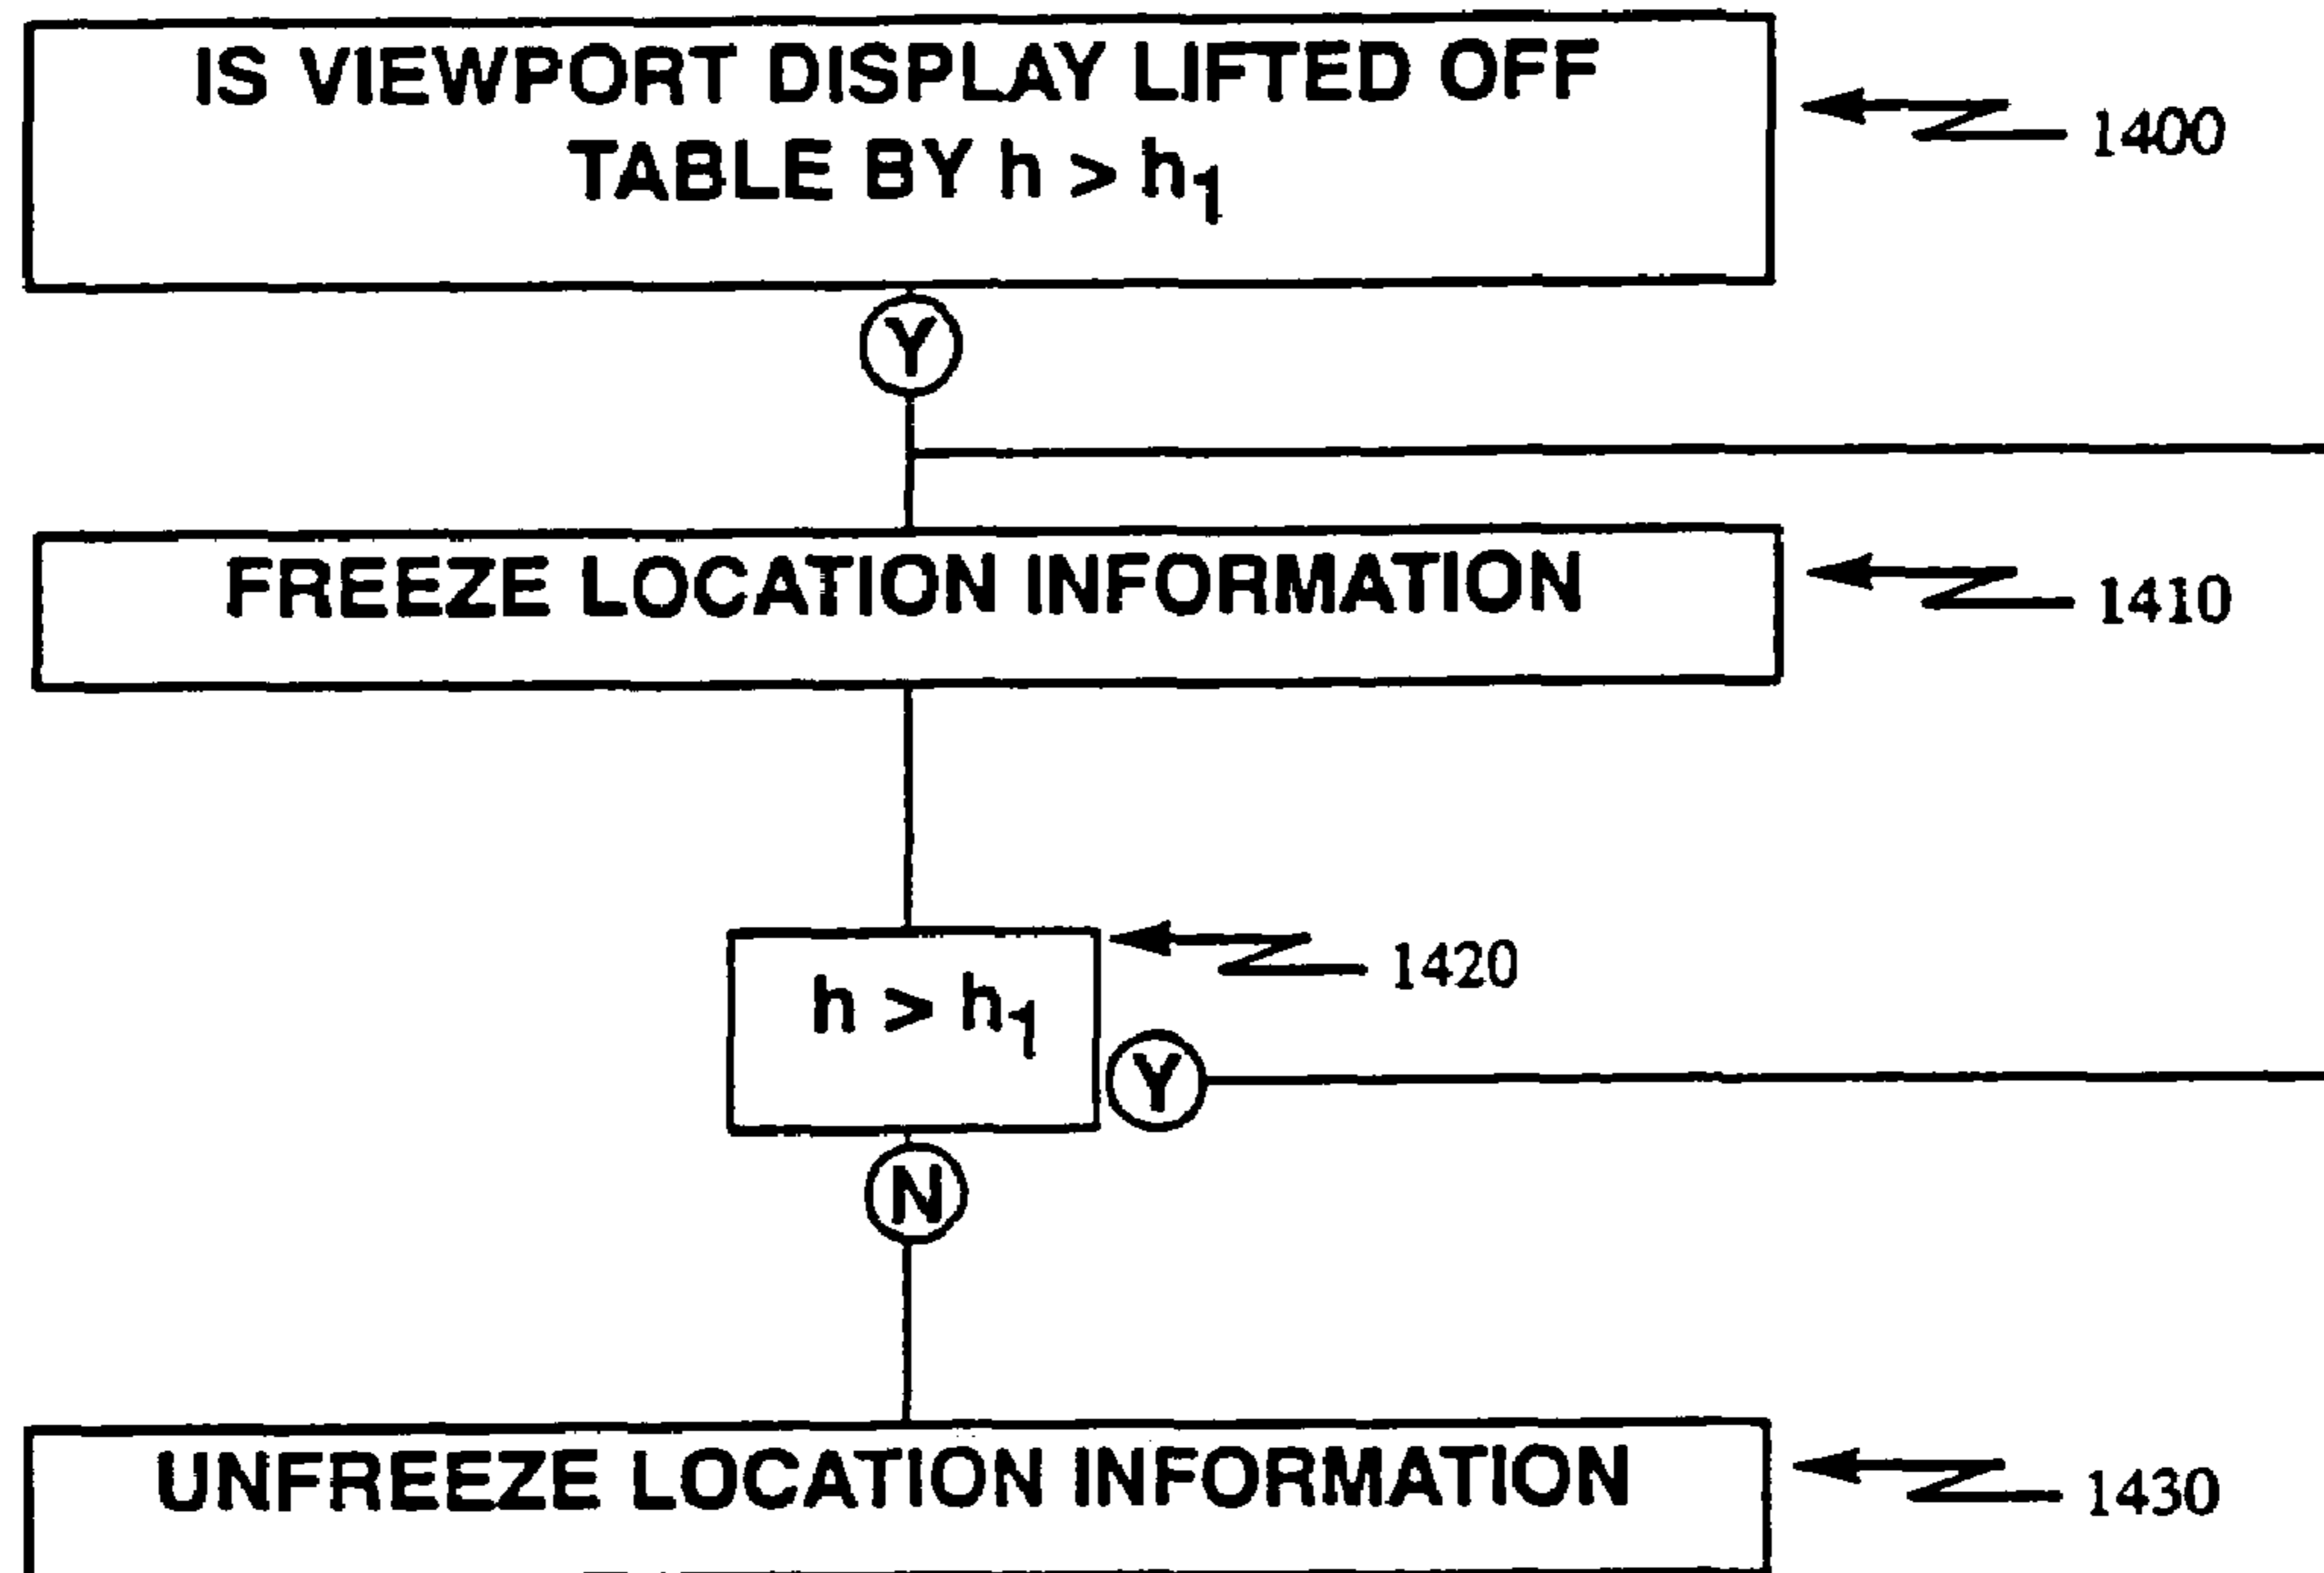 IS VIEWPORT DISPLAY LIFTED OFF
TABLE BY h > h₁
1400
Y
FREEZE LOCATION INFORMATION
1410
h > h₁
1420
Y
N
UNFREEZE LOCATION INFORMATION
1430